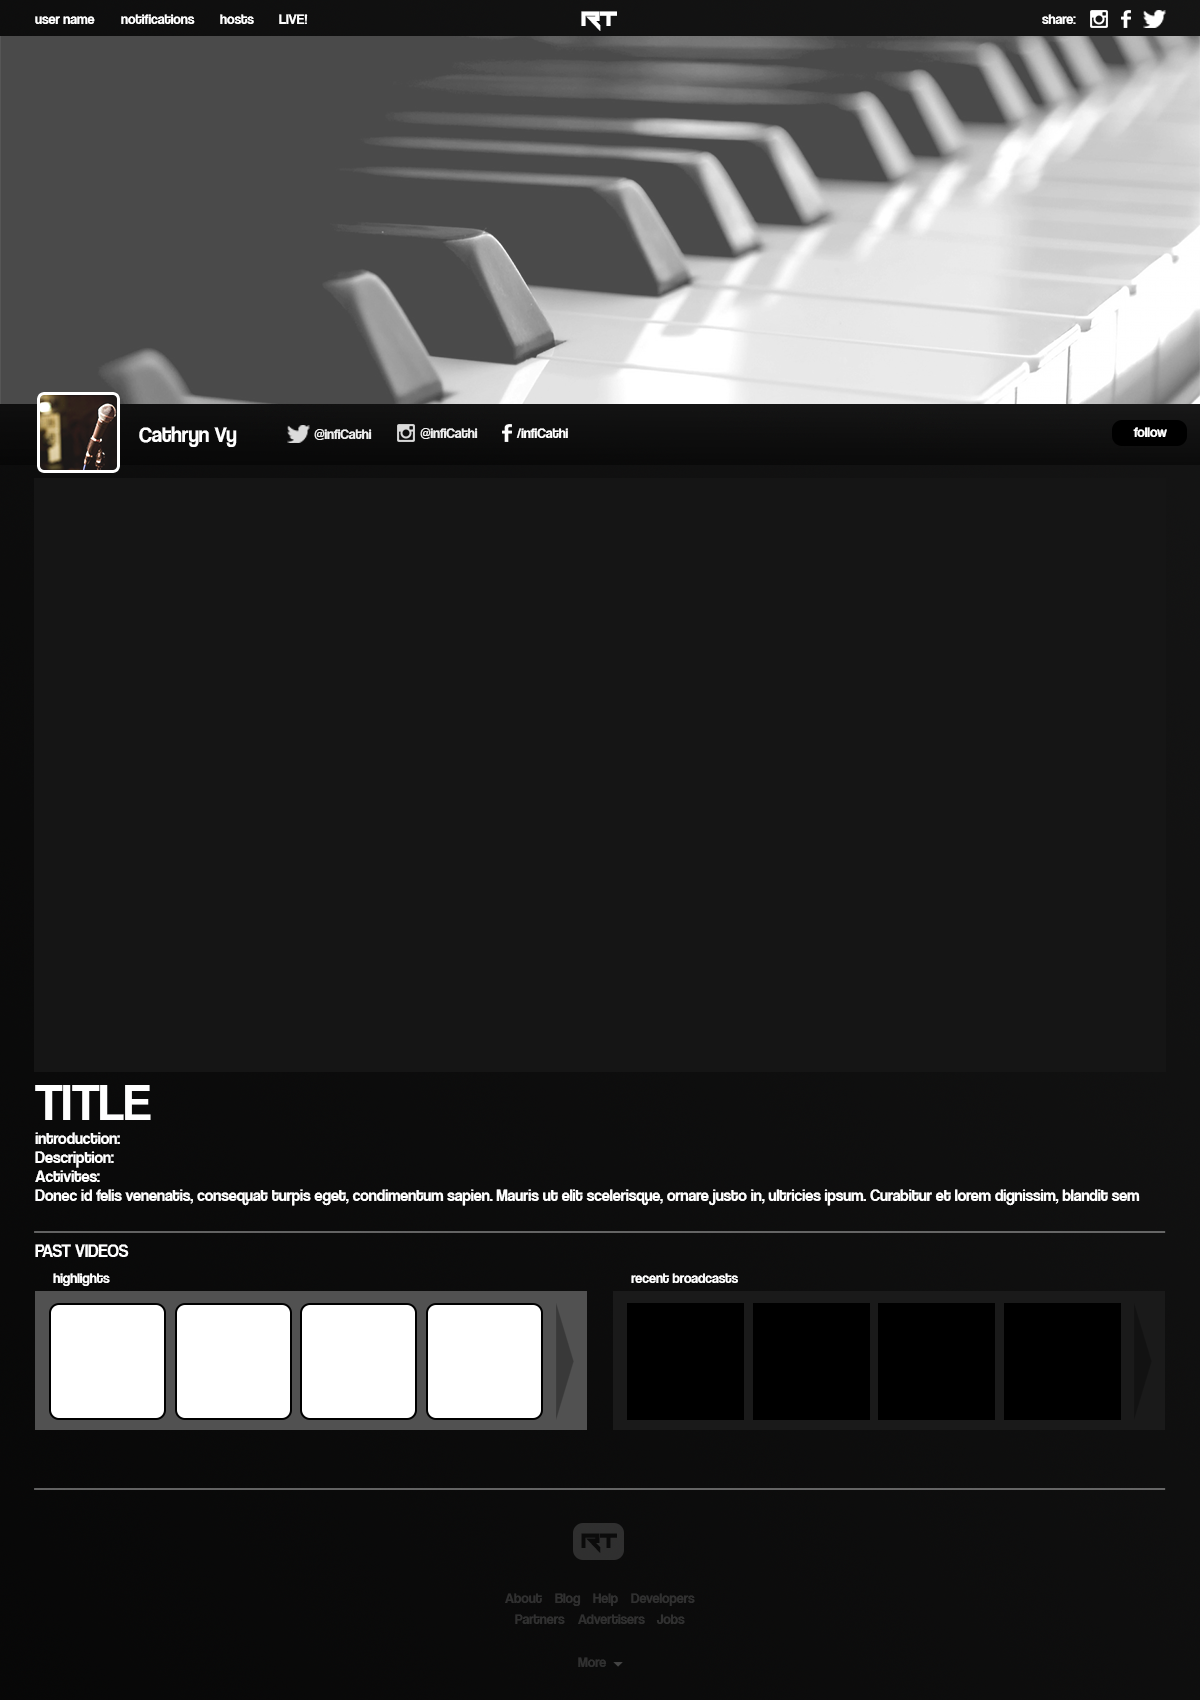 user name notifications hosts LIVE! RT share:
Cathryn Vy @infiCathi @infiCathi /infiCathi follow
TITLE
introduction:
Description:
Activites:
Donec id felis venenatis, consequat turpis eget, condimentum sapien. Mauris ut elit scelerisque, ornare justo in, ultricies ipsum. Curabitur et lorem dignissim, blandit sem
PAST VIDEOS
highlights recent broadcasts
RT
About Blog Help Developers
Partners Advertisers Jobs
More